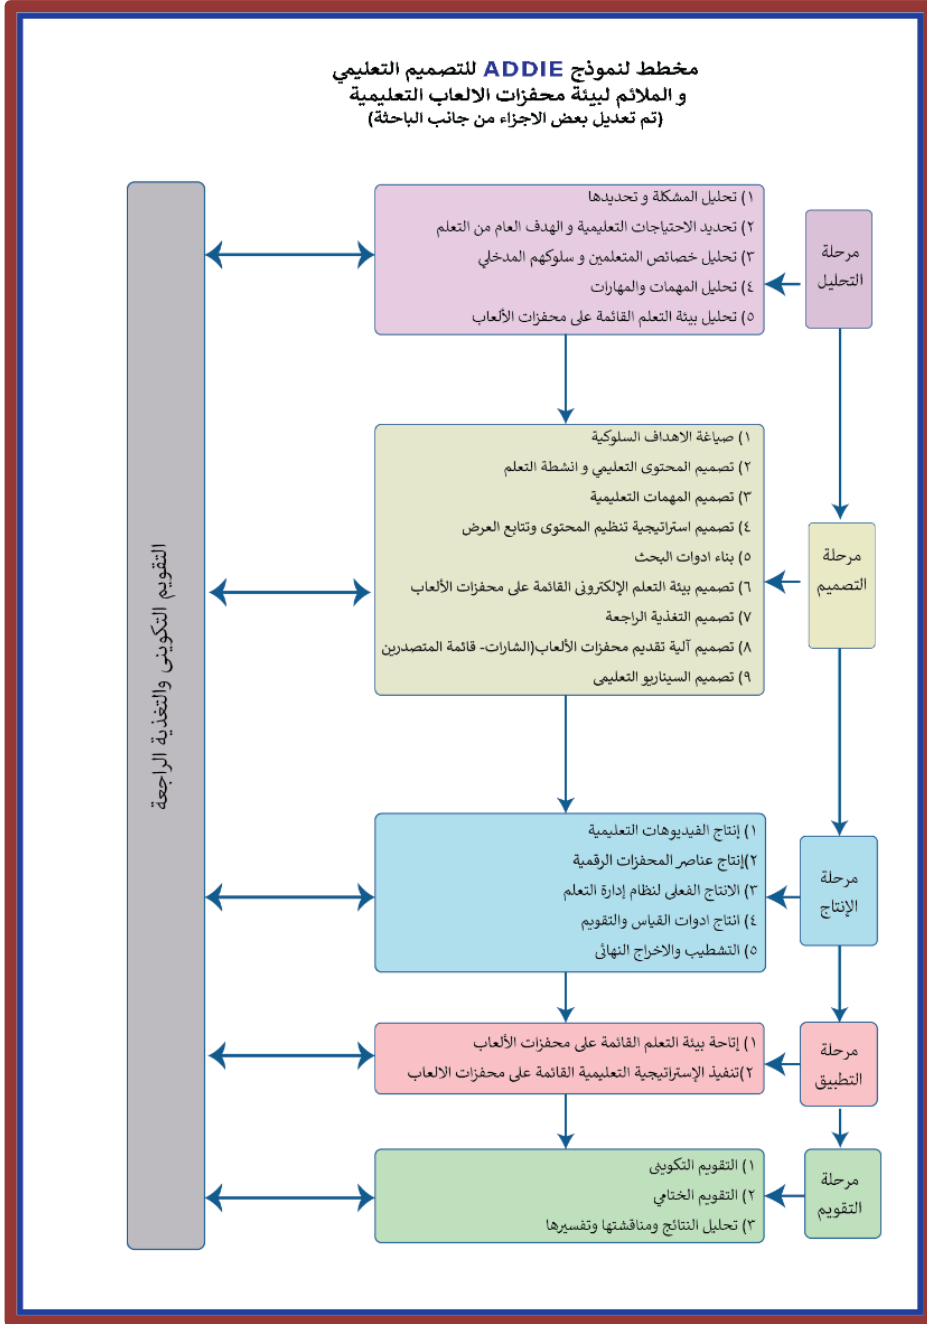 مخطط لنموذج ADDIE للتصميم التعليمي
و الملائم لبيئة محفزات الالعاب التعليمية
(تم تعديل بعض الاجزاء من جانب الباحثة)
مرحلة
التحليل
١) تحليل المشكلة و تحديدها
٢) تحديد الاحتياجات التعليمية و الهدف العام من التعلم
٣) تحليل خصائص المتعلمين و سلوكهم المدخلي
٤) تحليل المهمات والمهارات
٥) تحليل بيئة التعلم القائمة على محفزات الألعاب
مرحلة
التصميم
١) صياغة الاهداف السلوكية
٢) تصميم المحتوى التعليمي و انشطة التعلم
٣) تصميم المهمات التعليمية
٤) تصميم استراتيجية تنظيم المحتوى وتتابع العرض
٥) بناء ادوات البحث
٦) تصميم بيئة التعلم الإلكترونى القائمة على محفزات الألعاب
٧) تصميم التغذية الراجعة
٨) تصميم آلية تقديم محفزات الألعاب(الشارات- قائمة المتصدرين
٩) تصميم السيناريو التعليمى
مرحلة
الإنتاج
١) إنتاج الفيديوهات التعليمية
٢)إنتاج عناصر المحفزات الرقمية
٣) الانتاج الفعلى لنظام إدارة التعلم
٤) انتاج ادوات القياس والتقويم
٥) التشطيب والاخراج النهائى
مرحلة
التطبيق
١) إتاحة بيئة التعلم القائمة على محفزات الألعاب
٢)تنفيذ الإستراتيجية التعليمية القائمة على محفزات الالعاب
مرحلة
التقويم
١) التقويم التكوينى
٢) التقويم الختامي
٣) تحليل النتائج ومناقشتها وتفسيرها
التقويم التكوينى والتغذية الراجعة